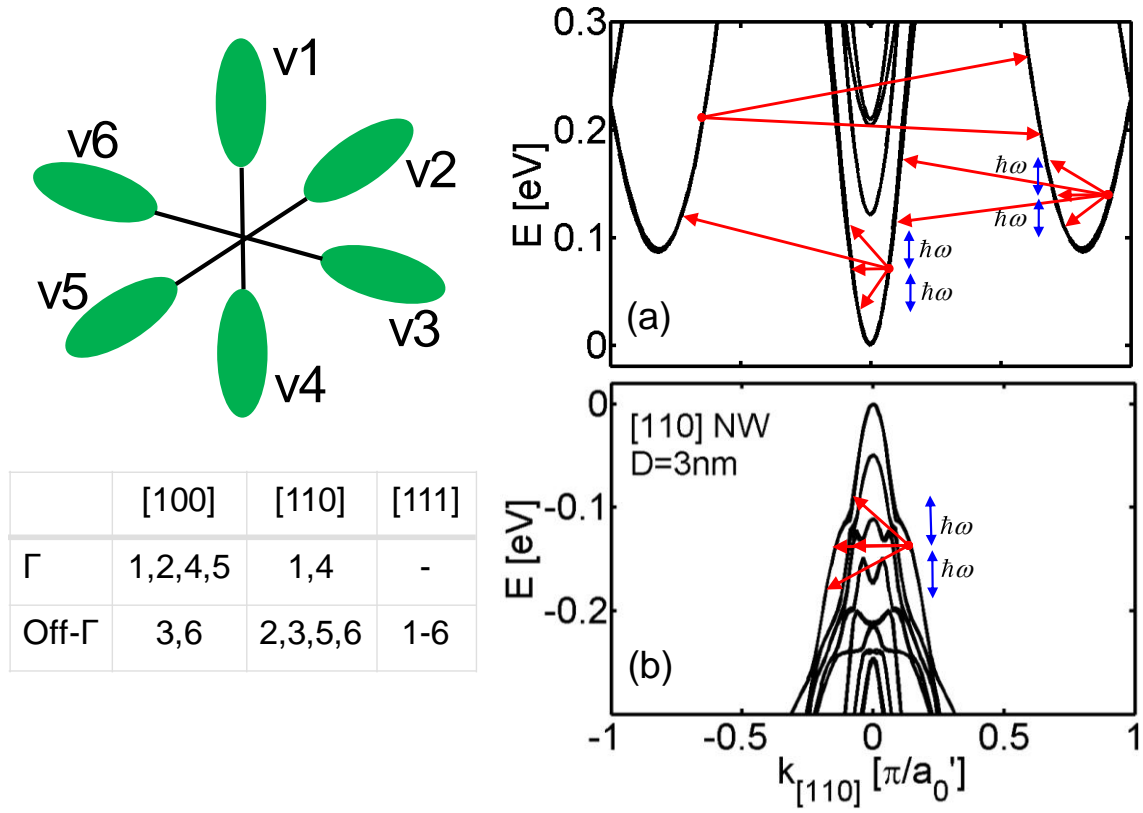 v1
v2
v6
v5
v3
v4
[100] [110] [111]
Γ 1,2,4,5 1,4 -
Off-Γ 3,6 2,3,5,6 1-6
0.3
0.2
0.1
0
E [eV]
ħω
ħω
ħω
ħω
(a)
0
-0.1
-0.2
E [eV]
[110] NW
D=3nm
ħω
ħω
(b)
-1 -0.5 0 0.5 1
k[110] [π/a0']